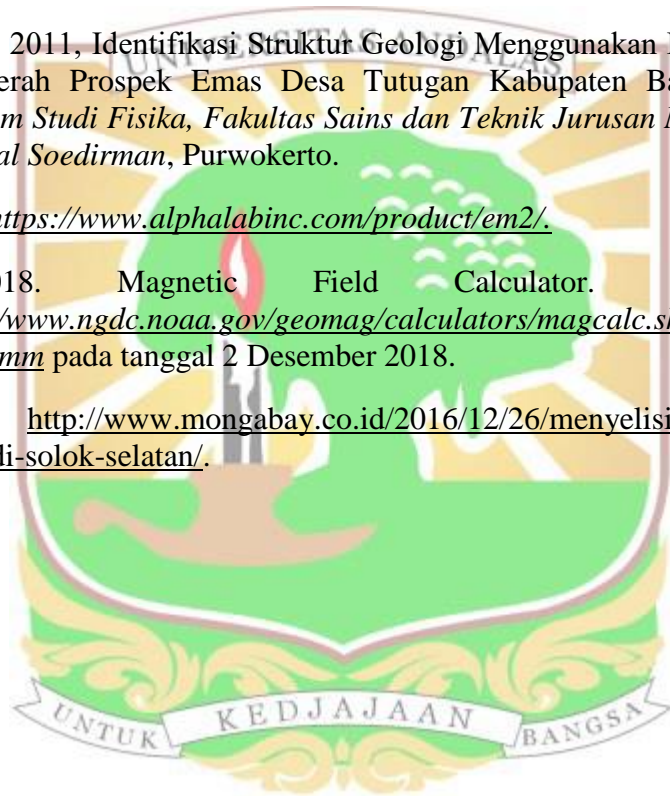 UNIVERSITAS ANDALAS
2011, Identifikasi Struktur Geologi Menggunakan
erah Prospek Emas Desa Tutugan Kabupaten Ba
m Studi Fisika, Fakultas Sains dan Teknik Jurusan
al Soedirman, Purwokerto.
https://www.alphalabinc.com/product/em2/.
018. Magnetic Field Calculator.
/www.ngdc.noaa.gov/geomag/calculators/magcalc.s
mm pada tanggal 2 Desember 2018.
http://www.mongabay.co.id/2016/12/26/menyelisi
di-solok-selatan/.
UNTUK KEDJAJAAN BANGSA